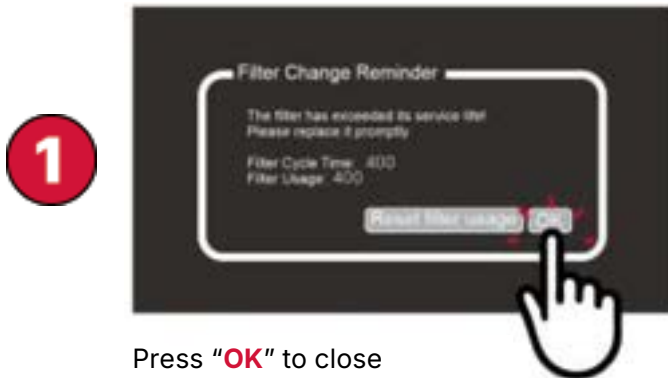 Filter Change Reminder
The filter has exceeded its service life!
Please replace it promptly
1
Filter Cycle Time: 400
Filter Usage: 400
Reset filter usage OK
Press “OK” to close